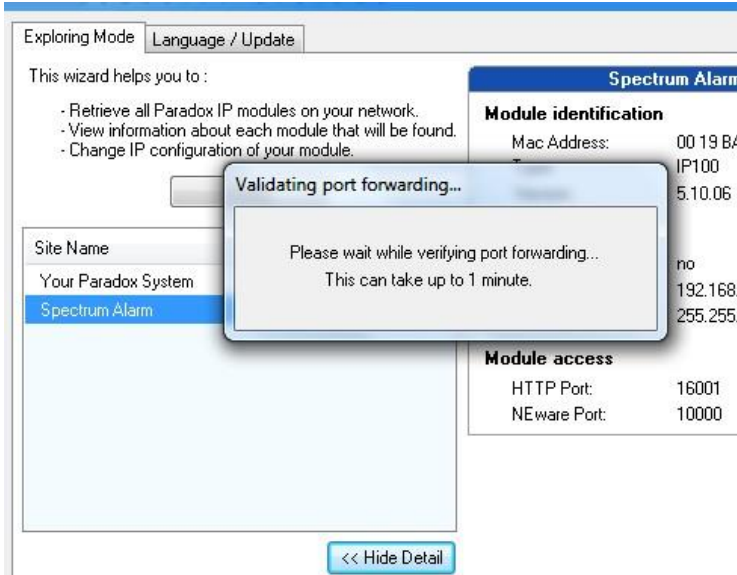 Exploring Mode
Language / Update
This wizard helps you to :
- Retrieve all Paradox IP modules on your network.
- View information about each module that will be found.
- Change IP configuration of your module.
Site Name
Your Paradox System
Spectrum Alarm
<< Hide Detail
Validating port forwarding...
Please wait while verifying port forwarding...
This can take up to 1 minute.
Spectrum Alarm
Module identification
Mac Address: 00 19 BA
IP100
5.10.06
no
192.168.
255.255.
Module access
HTTP Port: 16001
NEware Port: 10000